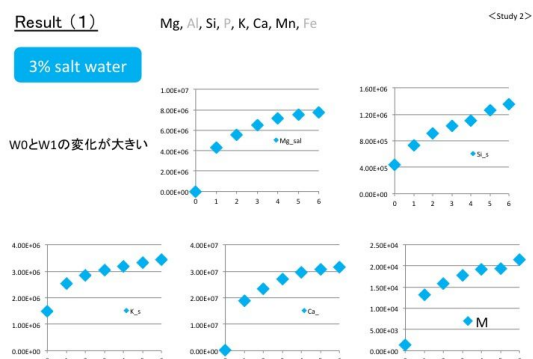 Result（1）
Mg, Al, Si, P, K, Ca, Mn, Fe
＜Study 2＞
3% salt water
W0とW1の変化が大きい
1.00E+07
8.00E+06
6.00E+06
4.00E+06
2.00E+06
0.00E+00
0 1 2 3 4 5 6
Mg_sal
1.60E+06
1.20E+06
8.00E+05
4.00E+05
0.00E+00
0 1 2 3 4 5 6
Si_s
4.00E+06
3.00E+06
2.00E+06
1.00E+06
0.00E+00
K_s
4.00E+07
3.00E+07
2.00E+07
1.00E+07
0.00E+00
Ca_
2.50E+04
2.00E+04
1.50E+04
1.00E+04
5.00E+03
0.00E+00
M